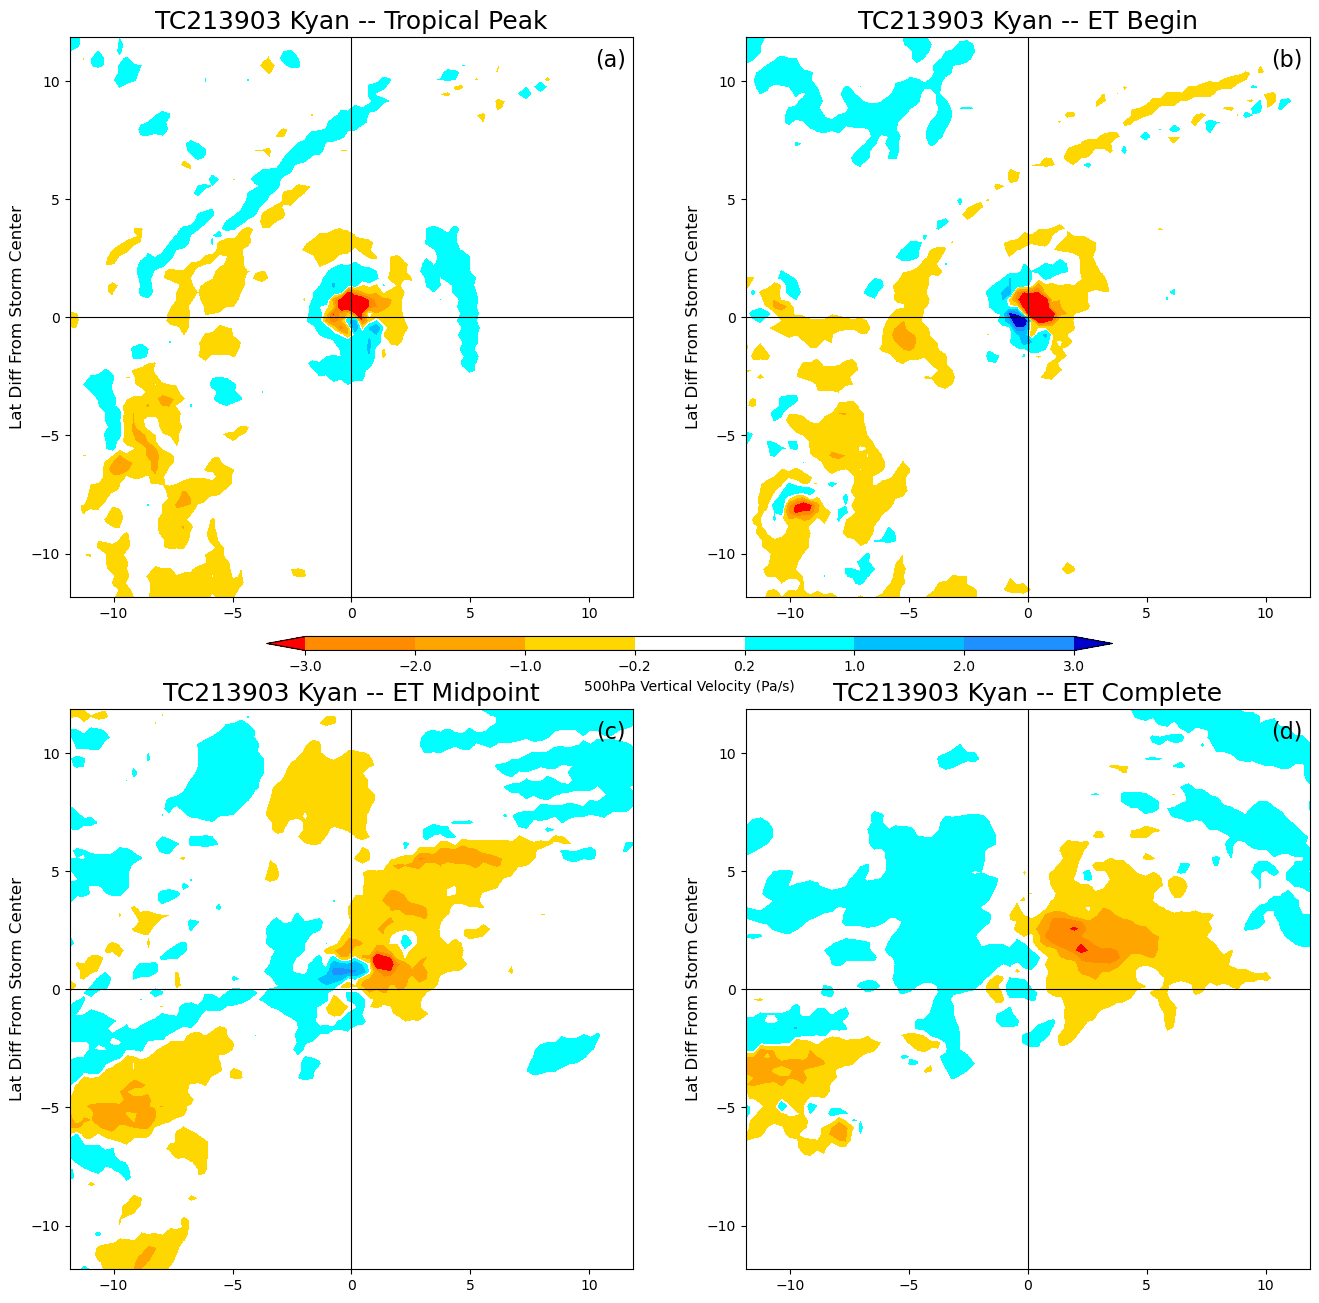 TC213903 Kyan -- Tropical Peak
TC213903 Kyan -- ET Begin
(a)
(b)
Lat Diff From Storm Center
Lat Diff From Storm Center
10
5
0
−5
−10
10
5
0
−5
−10
−10 −5 0 5 10
−10 −5 0 5 10
−3.0 −2.0 −1.0 −0.2 0.2 1.0 2.0 3.0
500hPa Vertical Velocity (Pa/s)
TC213903 Kyan -- ET Midpoint
TC213903 Kyan -- ET Complete
(c)
(d)
Lat Diff From Storm Center
Lat Diff From Storm Center
10
5
0
−5
−10
10
5
0
−5
−10
−10 −5 0 5 10
−10 −5 0 5 10